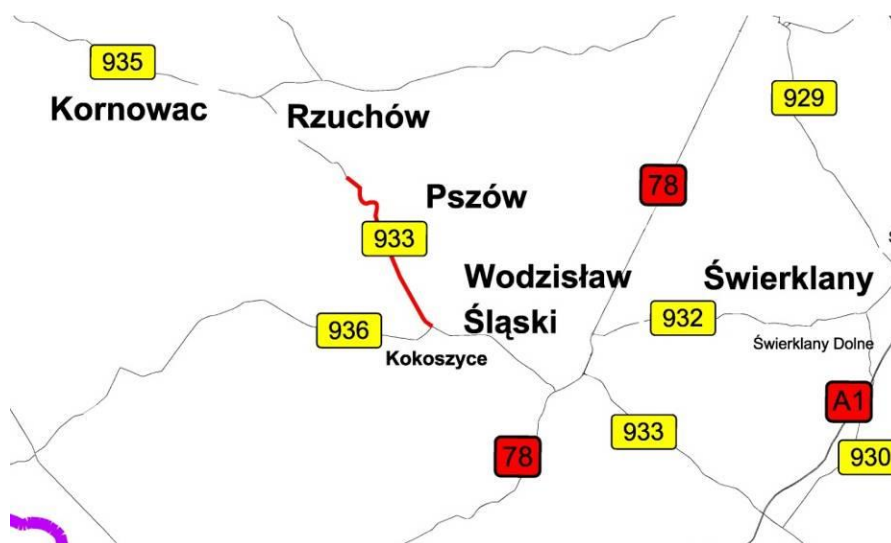 935
929
Kornowac
Rzuchów
78
Pszów
933
Wodzisław
Śląski
Świerklany
936
932
Kokoszyce
Świerklany Dolne
A1
933
78
930